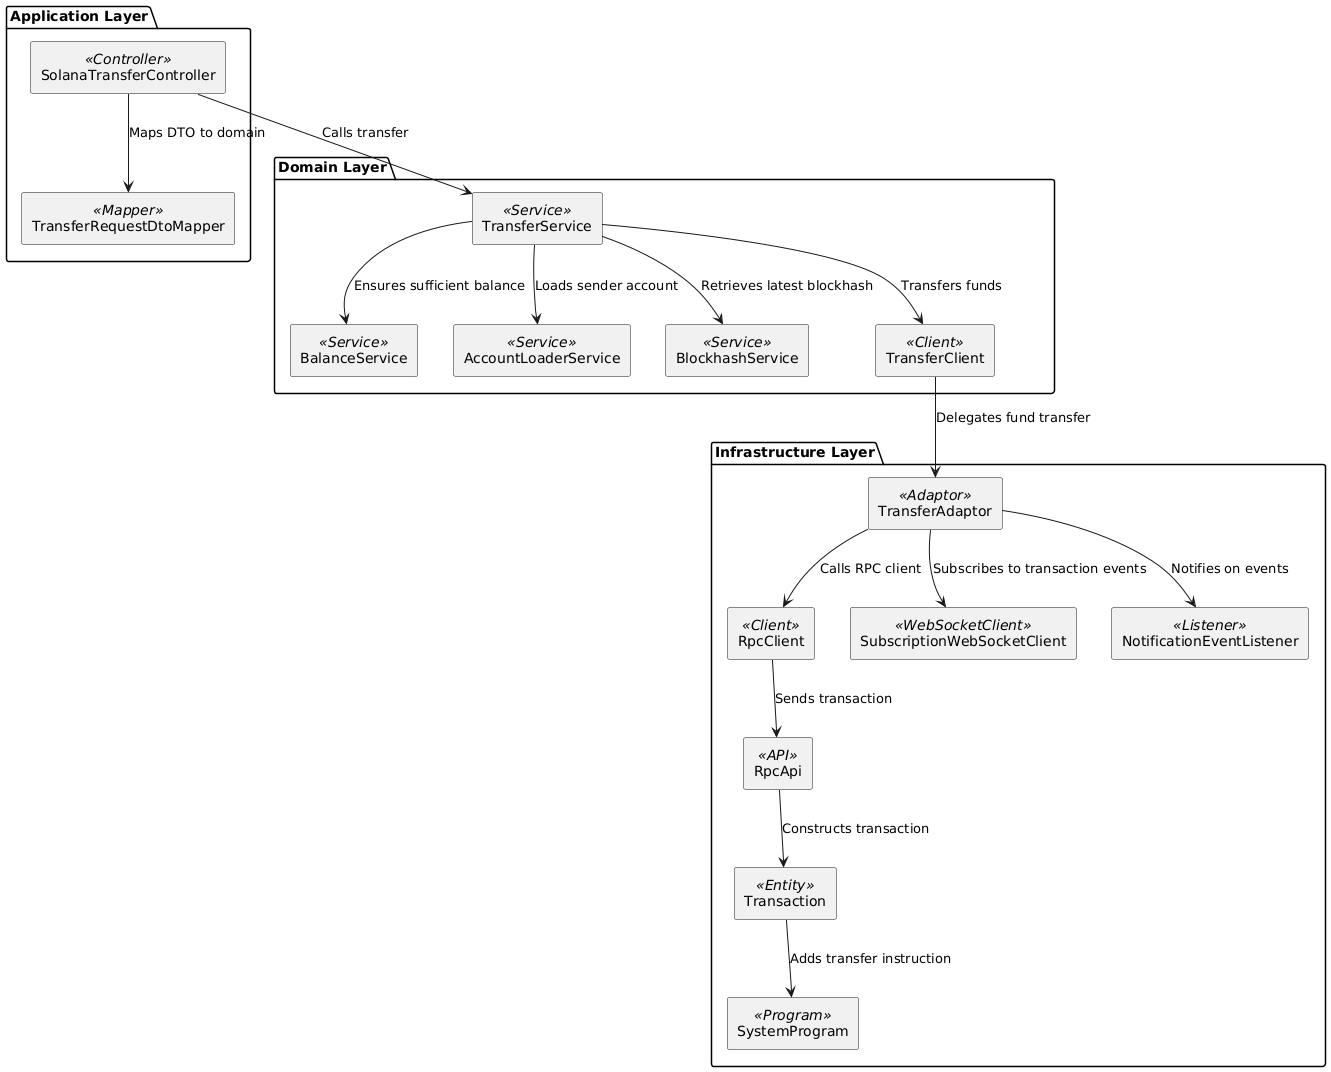 Application Layer
«Controller»
SolanaTransferController
Maps DTO to domain
Calls transfer
«Mapper»
TransferRequestDtoMapper
Domain Layer
«Service»
TransferService
Ensures sufficient balance
Loads sender account
Retrieves latest blockhash
Transfers funds
«Service»
BalanceService
«Service»
AccountLoaderService
«Service»
BlockhashService
«Client»
TransferClient
Delegates fund transfer
Infrastructure Layer
«Adaptor»
TransferAdaptor
Calls RPC client
Subscribes to transaction events
Notifies on events
«Client»
RpcClient
«WebSocketClient»
SubscriptionWebSocketClient
«Listener»
NotificationEventListener
Sends transaction
«API»
RpcApi
Constructs transaction
«Entity»
Transaction
Adds transfer instruction
«Program»
SystemProgram